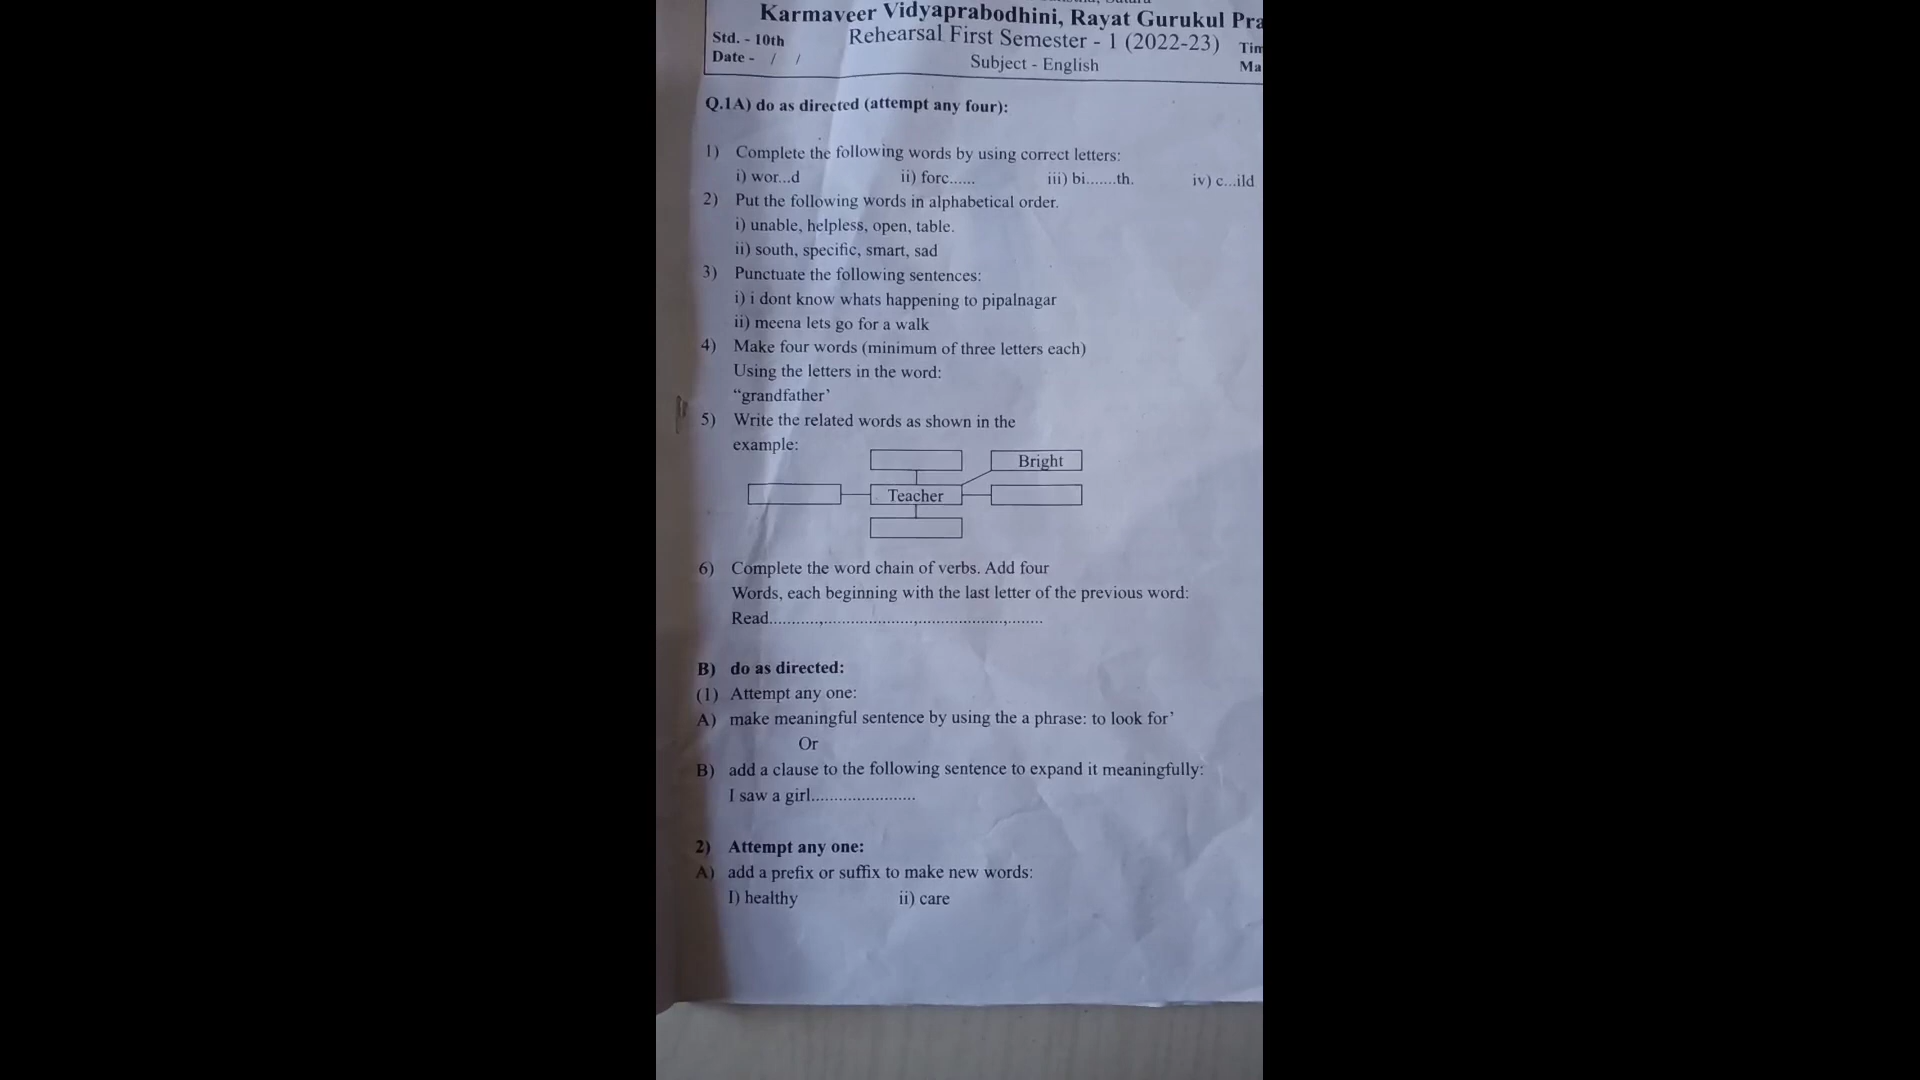 Karmaveer Vidyaprabodhini, Rayat Gurukul
Std. - 10th Rehearsal First Semester - 1 (2022-23)
Date - / / Subject - English
Q.1A) do as directed (attempt any four):
1) Complete the following words by using correct letters:
i) wor...d ii) forc...... iii) bi.......th. iv) c...ild
2) Put the following words in alphabetical order.
i) unable, helpless, open, table.
ii) south, specific, smart, sad
3) Punctuate the following sentences:
i) i dont know whats happening to pipalnagar
ii) meena lets go for a walk
4) Make four words (minimum of three letters each)
Using the letters in the word:
“grandfather’
5) Write the related words as shown in the
example:
Bright
Teacher
6) Complete the word chain of verbs. Add four
Words, each beginning with the last letter of the previous word:
Read...........,....................,...................,........
B) do as directed:
(1) Attempt any one:
A) make meaningful sentence by using the a phrase: to look for’
Or
B) add a clause to the following sentence to expand it meaningfully:
I saw a girl.......................
2) Attempt any one:
A) add a prefix or suffix to make new words:
I) healthy ii) care